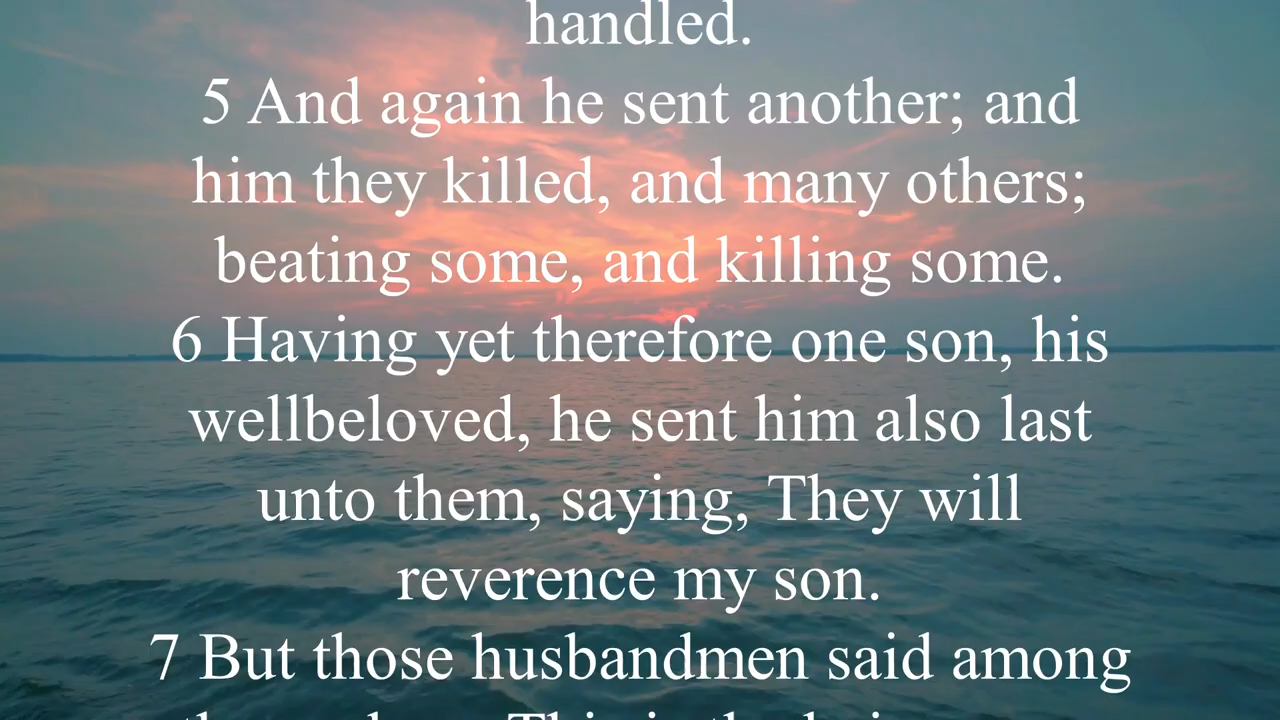 handled.
5 And again he sent another; and
him they killed, and many others;
beating some, and killing some.
6 Having yet therefore one son, his
wellbeloved, he sent him also last
unto them, saying, They will
reverence my son.
7 But those husbandmen said among